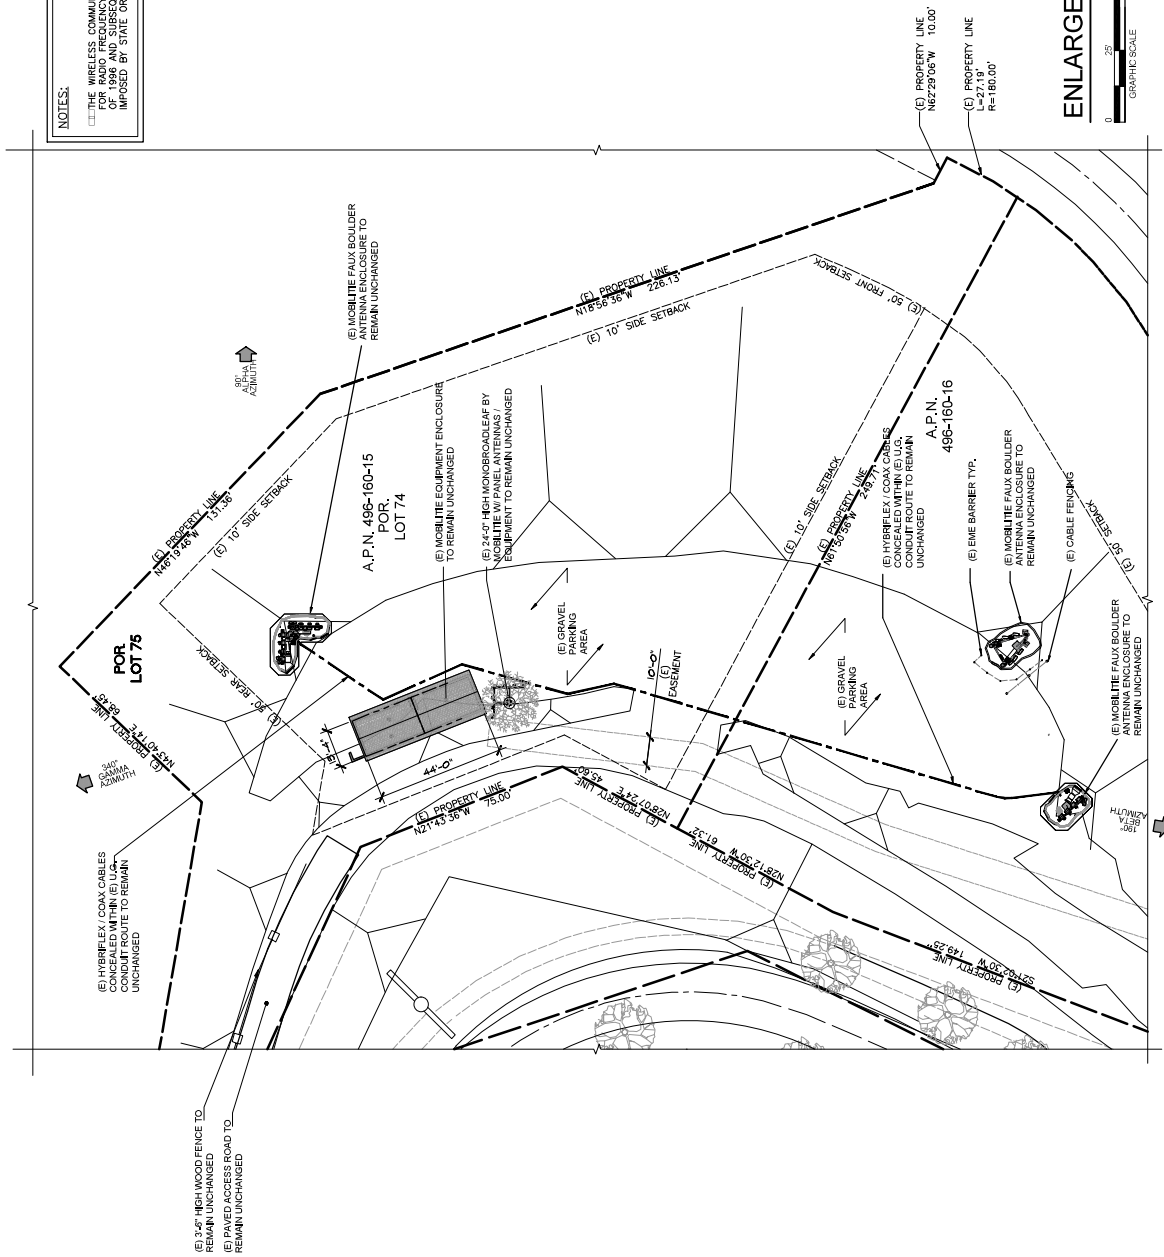 NOTES:
THE WIRELESS COMMU
FOR RADIO FREQUENCY
OF 1996 AND SUBSEQ
IMPOSED BY STATE OR
(E) PROPERTY LINE
N62°29'06"W 10.00'
(E) PROPERTY LINE
L=27.19'
R=180.00'
ENLARGE
0
25'
GRAPHIC SCALE
(E) MOBILITIE FAUX BOULDER
ANTENNA ENCLOSURE TO
REMAIN UNCHANGED
90°
ALPHA
AZIMUTH
(E) PROPERTY LINE
N18°56'36"W 226.13'
(E) 10' SIDE SETBACK
(E) 50' FRONT SETBACK
(E) PROPERTY LINE
N46°19'46"W 131.36'
(E) 10' SIDE SETBACK
A.P.N. 496-160-15
POR.
LOT 74
(E) MOBILITIE EQUIPMENT ENCLOSURE
TO REMAIN UNCHANGED
(E) 24'-0" HIGH MONOBROADLEAF BY
MOBILITIE W/ PANEL ANTENNAS /
EQUIPMENT TO REMAIN UNCHANGED
A.P.N.
496-160-16
(E) 10' SIDE SETBACK
(E) PROPERTY LINE
N61°50'56"W 249.71'
(E) HYBRIFLEX / COAX CABLES
CONCEALED WITHIN (E) U.G.
CONDUIT ROUTE TO REMAIN
UNCHANGED
(E) EME BARRIER TYP.
(E) MOBILITIE FAUX BOULDER
ANTENNA ENCLOSURE TO
REMAIN UNCHANGED
(E) CABLE FENCING
(E) 50' SETBACK
(E) MOBILITIE FAUX BOULDER
ANTENNA ENCLOSURE TO
REMAIN UNCHANGED
POR.
LOT 75
(E) 50' REAR SETBACK
(E) PROPERTY LINE
N43°40'14"E 68.45'
340°
GAMMA
AZIMUTH
(E) GRAVEL
PARKING
AREA
10'-0"
(E)
EASEMENT
(E) GRAVEL
PARKING
AREA
44'-0"
(E) PROPERTY LINE
N21°43'36"W 75.00'
(E) PROPERTY LINE
N28°07'24"E 45.60'
(E) PROPERTY LINE
N28°12'30"W 61.32'
(E) PROPERTY LINE
S21°02'30"W 149.25'
190°
BETA
AZIMUTH
(E) HYBRIFLEX / COAX CABLES
CONCEALED WITHIN (E) U.G.
CONDUIT ROUTE TO REMAIN
UNCHANGED
(E) 3'-6" HIGH WOOD FENCE TO
REMAIN UNCHANGED
(E) PAVED ACCESS ROAD TO
REMAIN UNCHANGED